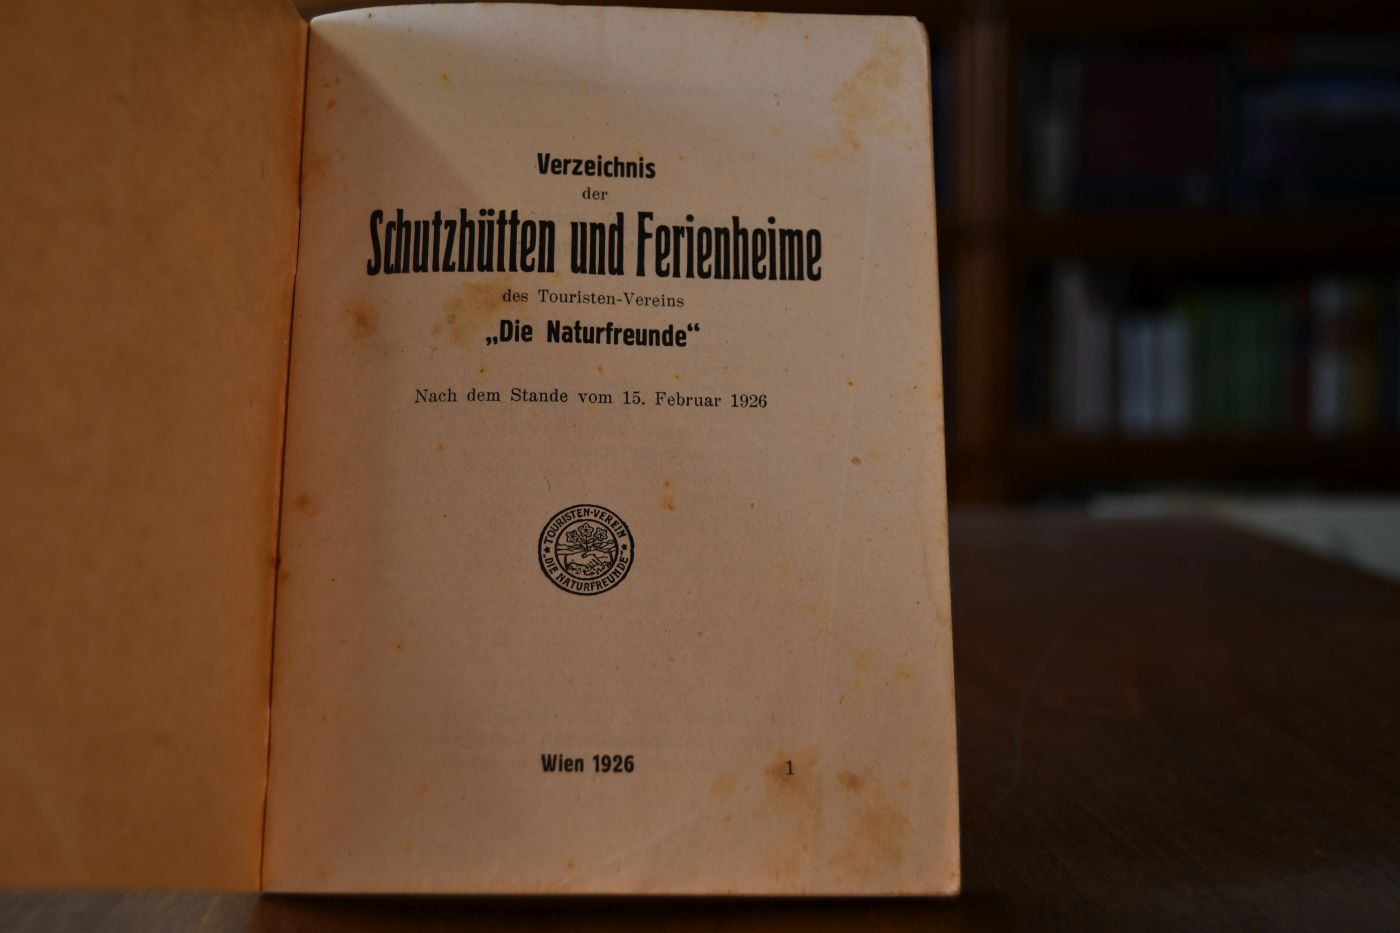 Verzeichnis
der
Schutzhütten und Ferienheime
des Touristen-Vereins
„Die Naturfreunde“
Nach dem Stande vom 15. Februar 1926
TOURISTEN-VEREIN
„DIE NATURFREUNDE“
Wien 1926
1